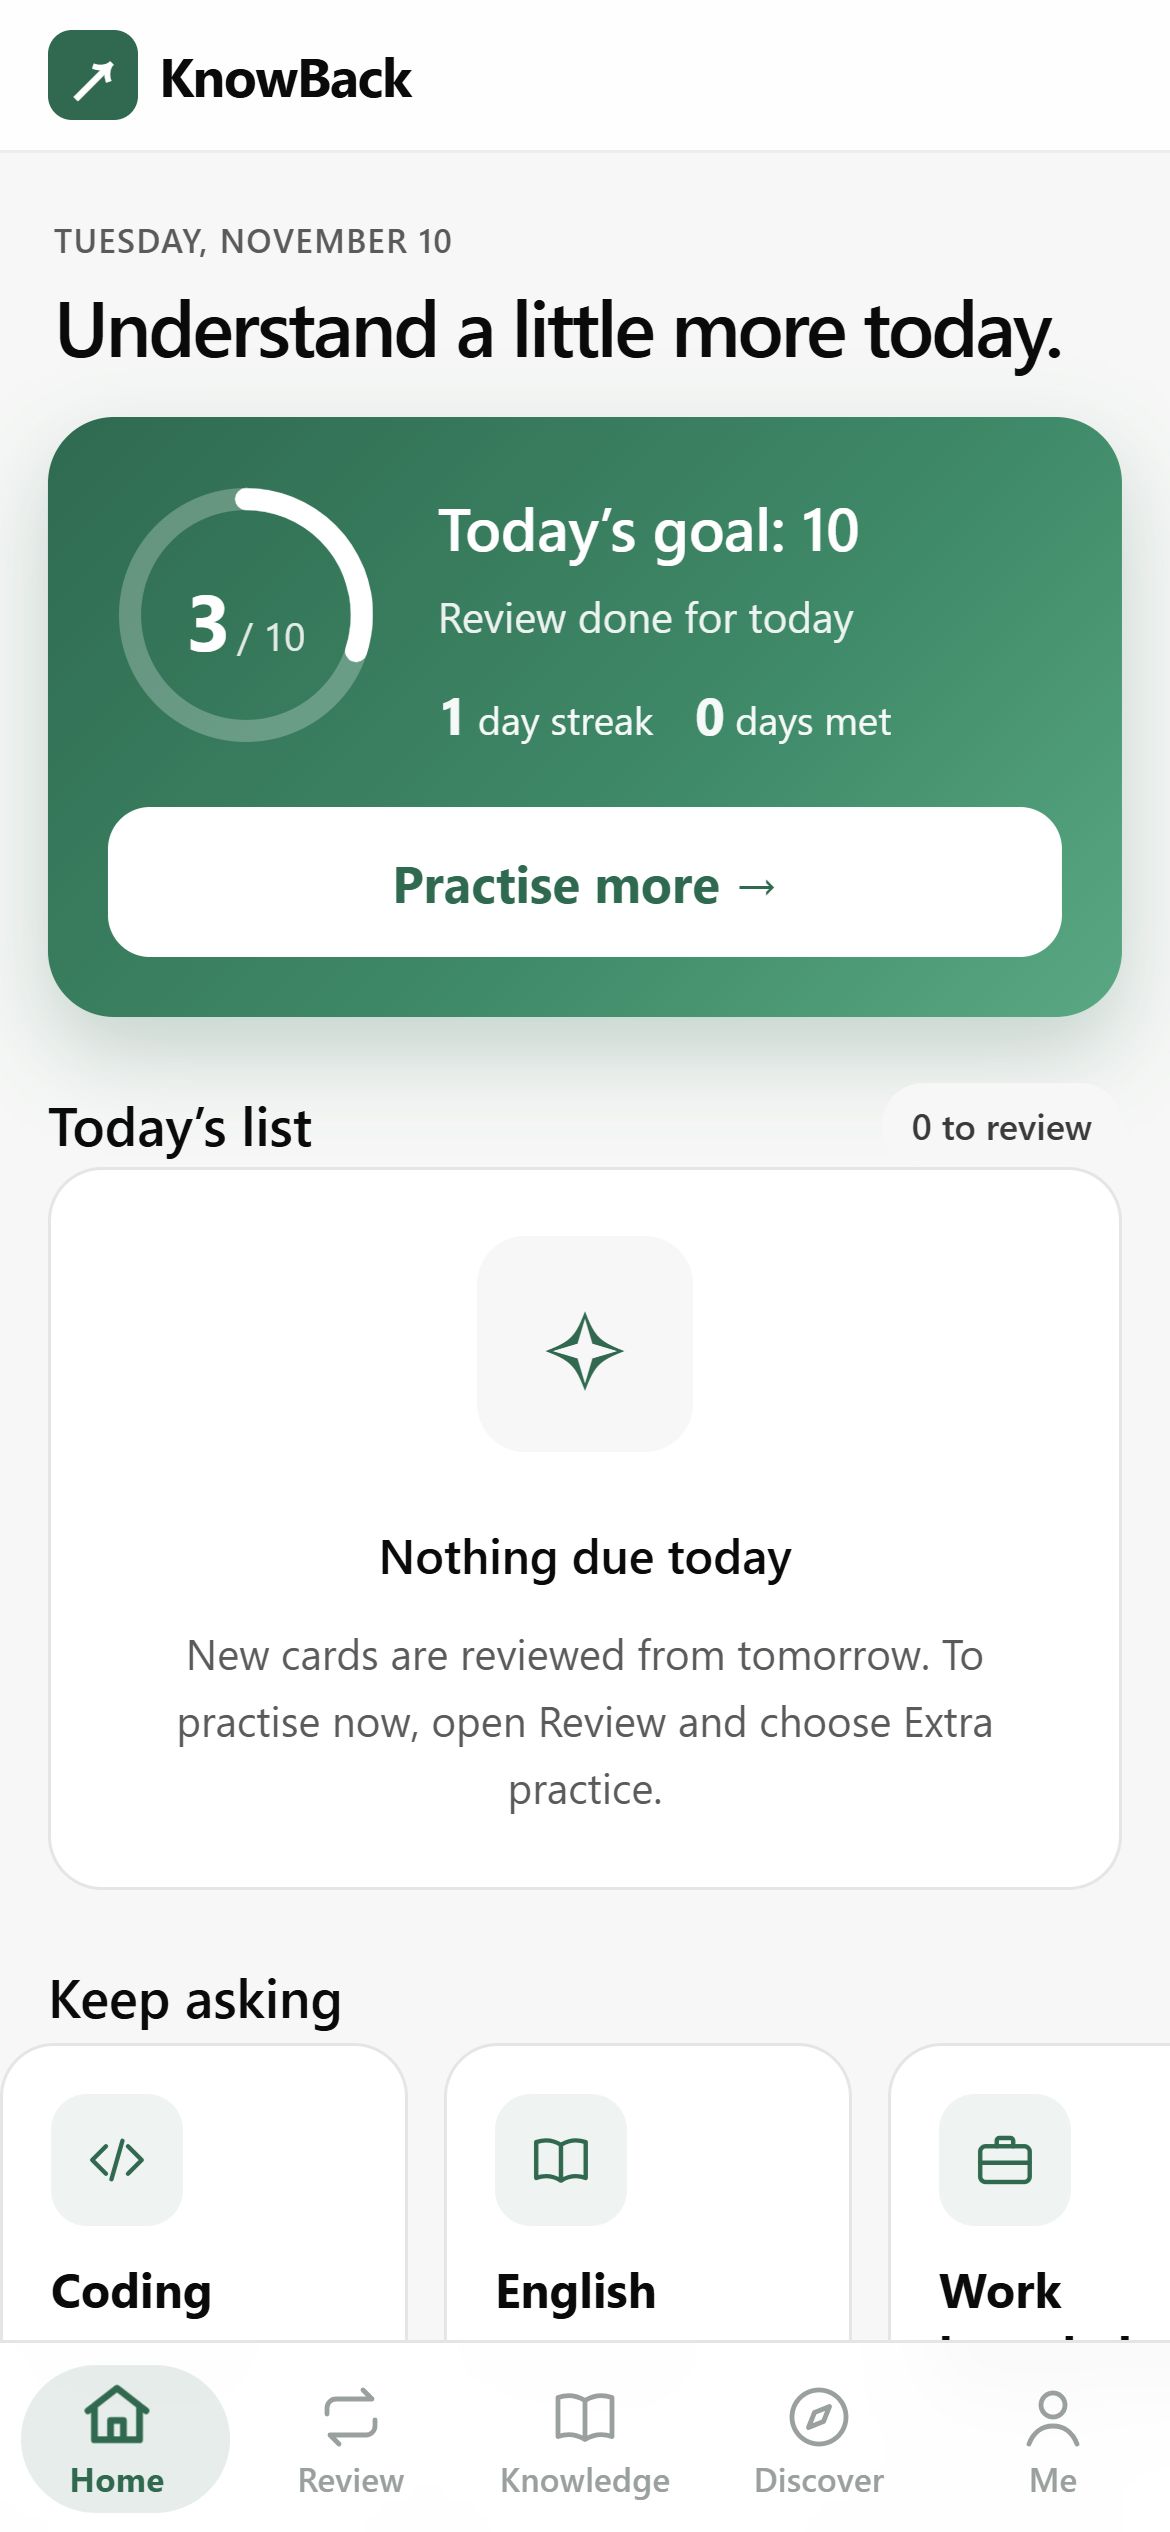 KnowBack
TUESDAY, NOVEMBER 10
Understand a little more today.
3 / 10
Today’s goal: 10
Review done for today
1 day streak 0 days met
Practise more →
Today’s list
0 to review
Nothing due today
New cards are reviewed from tomorrow. To
practise now, open Review and choose Extra
practice.
Keep asking
Coding
English
Work
Home
Review
Knowledge
Discover
Me